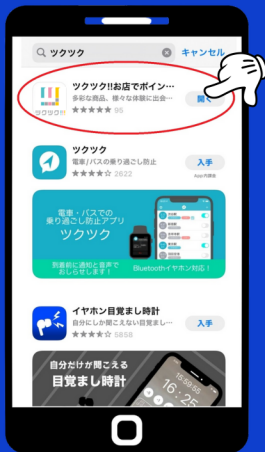 ツクツク
キャンセル
ツクツク!!お店でポイン…
多彩な商品、様々な体験に出会…
★★★★★ 95
開く
ツクツク!!!
ツクツク
電車/バスの乗り過ごし防止
★★★★☆ 2622
入手
App内課金
電車・バスでの
乗り過ごし防止アプリ
ツクツク
到着前に通知と音声で
おしらせします!
Bluetoothイヤホン対応!
イヤホン目覚まし時計
自分にしか聞こえない目覚まし…
★★★★☆ 5858
入手
自分だけが聞こえる
目覚まし時計
15:59:55
16:25